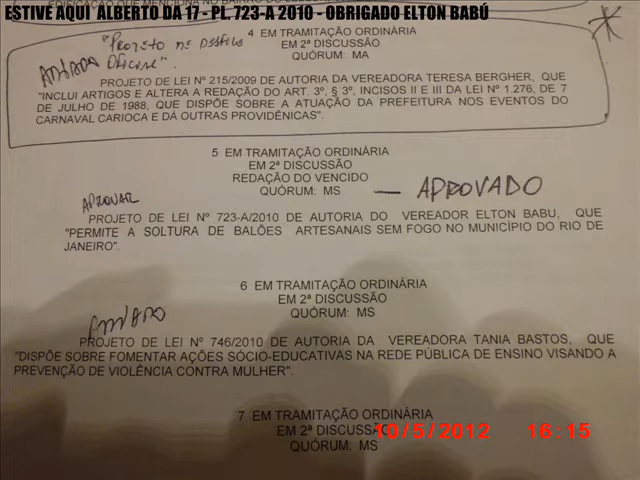 ESTIVE AQUI ALBERTO DA 17 - PL. 723-A 2010 - OBRIGADO ELTON BABÚ
4 EM TRAMITAÇÃO ORDINÁRIA
EM 2ª DISCUSSÃO
QUÓRUM: MA
"PROJETO
PROJETO DE LEI Nº 215/2009 DE AUTORIA DA VEREADORA TERESA BERGHER, QUE
"INCLUI ARTIGOS E ALTERA A REDAÇÃO DO ART. 3º, § 3º, INCISOS II E III DA LEI Nº 1.276, DE 7
DE JULHO DE 1988, QUE DISPÕE SOBRE A ATUAÇÃO DA PREFEITURA NOS EVENTOS DO
CARNAVAL CARIOCA E DÁ OUTRAS PROVIDÊNICAS".
5 EM TRAMITAÇÃO ORDINÁRIA
EM 2ª DISCUSSÃO
REDAÇÃO DO VENCIDO
QUÓRUM: MS — APROVADO
APROVAR
PROJETO DE LEI Nº 723-A/2010 DE AUTORIA DO VEREADOR ELTON BABU, QUE
"PERMITE A SOLTURA DE BALÕES ARTESANAIS SEM FOGO NO MUNICÍPIO DO RIO DE
JANEIRO".
6 EM TRAMITAÇÃO ORDINÁRIA
EM 2ª DISCUSSÃO
QUÓRUM: MS
PROJETO DE LEI Nº 746/2010 DE AUTORIA DA VEREADORA TANIA BASTOS, QUE
"DISPÕE SOBRE FOMENTAR AÇÕES SÓCIO-EDUCATIVAS NA REDE PÚBLICA DE ENSINO VISANDO A
PREVENÇÃO DE VIOLÊNCIA CONTRA MULHER".
7 EM TRAMITAÇÃO ORDINÁRIA
EM 2ª DISCUSSÃO
QUÓRUM: MS
10/5/2012 16:15